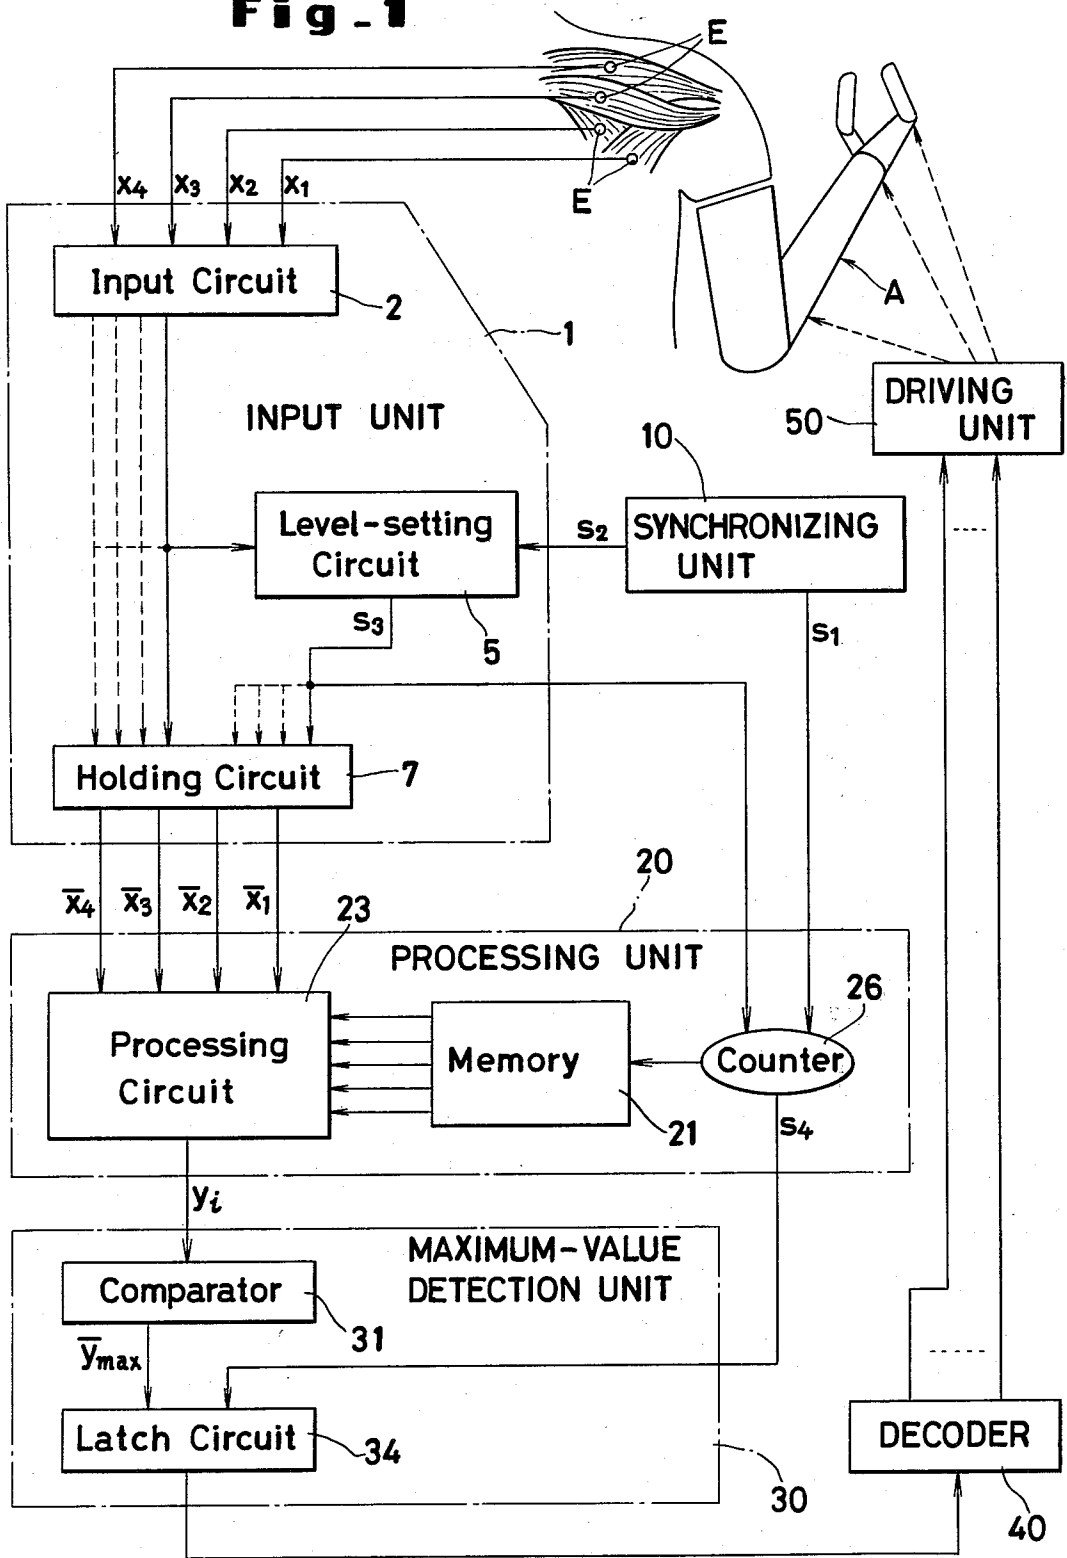 Fig_1
E
x4 x3 x2 x1
E
Input Circuit
2
1
A
INPUT UNIT
DRIVING
UNIT
50
10
Level-setting
Circuit
s2
SYNCHRONIZING
UNIT
s3
5
s1
Holding Circuit
7
x̄4 x̄3 x̄2 x̄1
20
23
PROCESSING UNIT
26
Processing
Circuit
Memory
Counter
21
s4
yi
MAXIMUM-VALUE
DETECTION UNIT
Comparator
31
ȳmax
Latch Circuit
34
DECODER
30
40